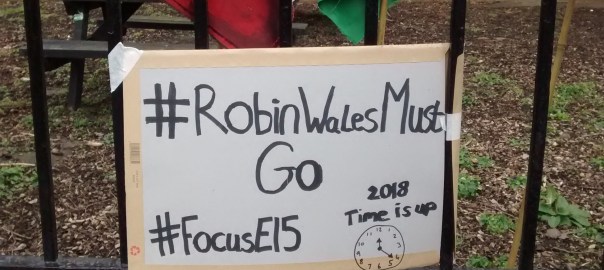 #RobinWalesMust
Go
2018
Time is up
#FocusE15